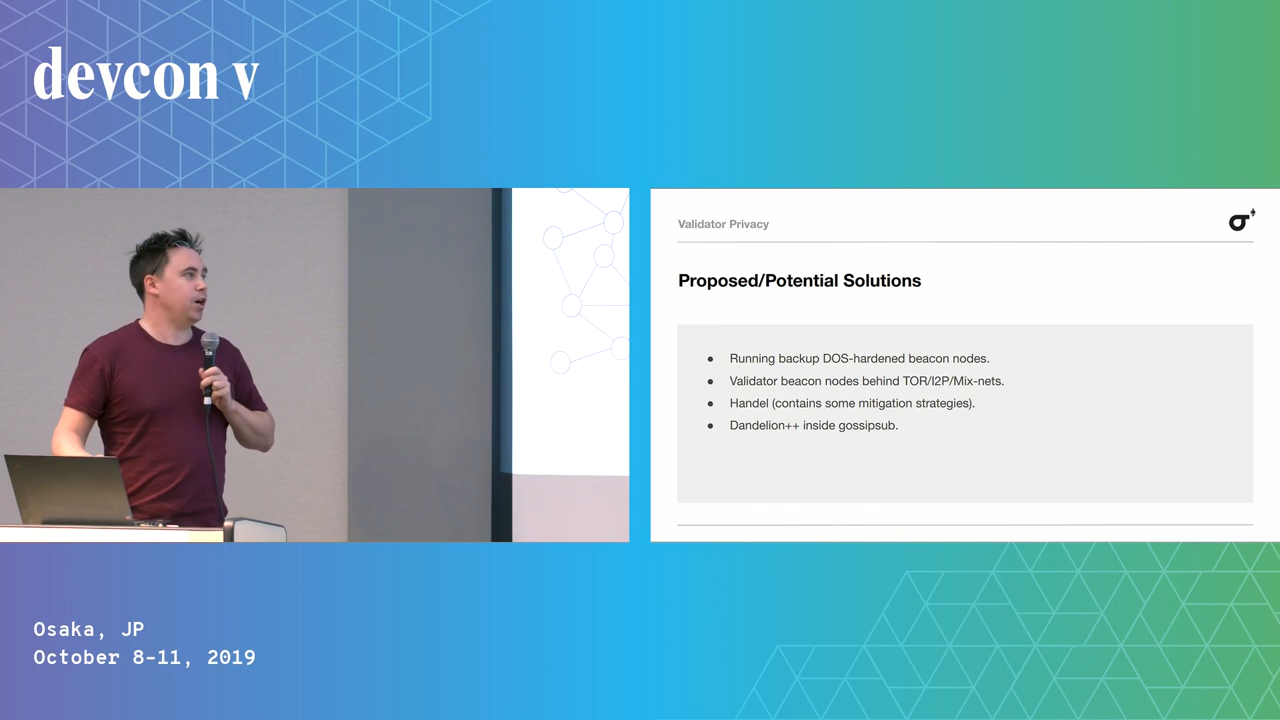 devcon v
Validator Privacy
Proposed/Potential Solutions
● Running backup DOS-hardened beacon nodes.
● Validator beacon nodes behind TOR/I2P/Mix-nets.
● Handel (contains some mitigation strategies).
● Dandelion++ inside gossipsub.
Osaka, JP
October 8-11, 2019